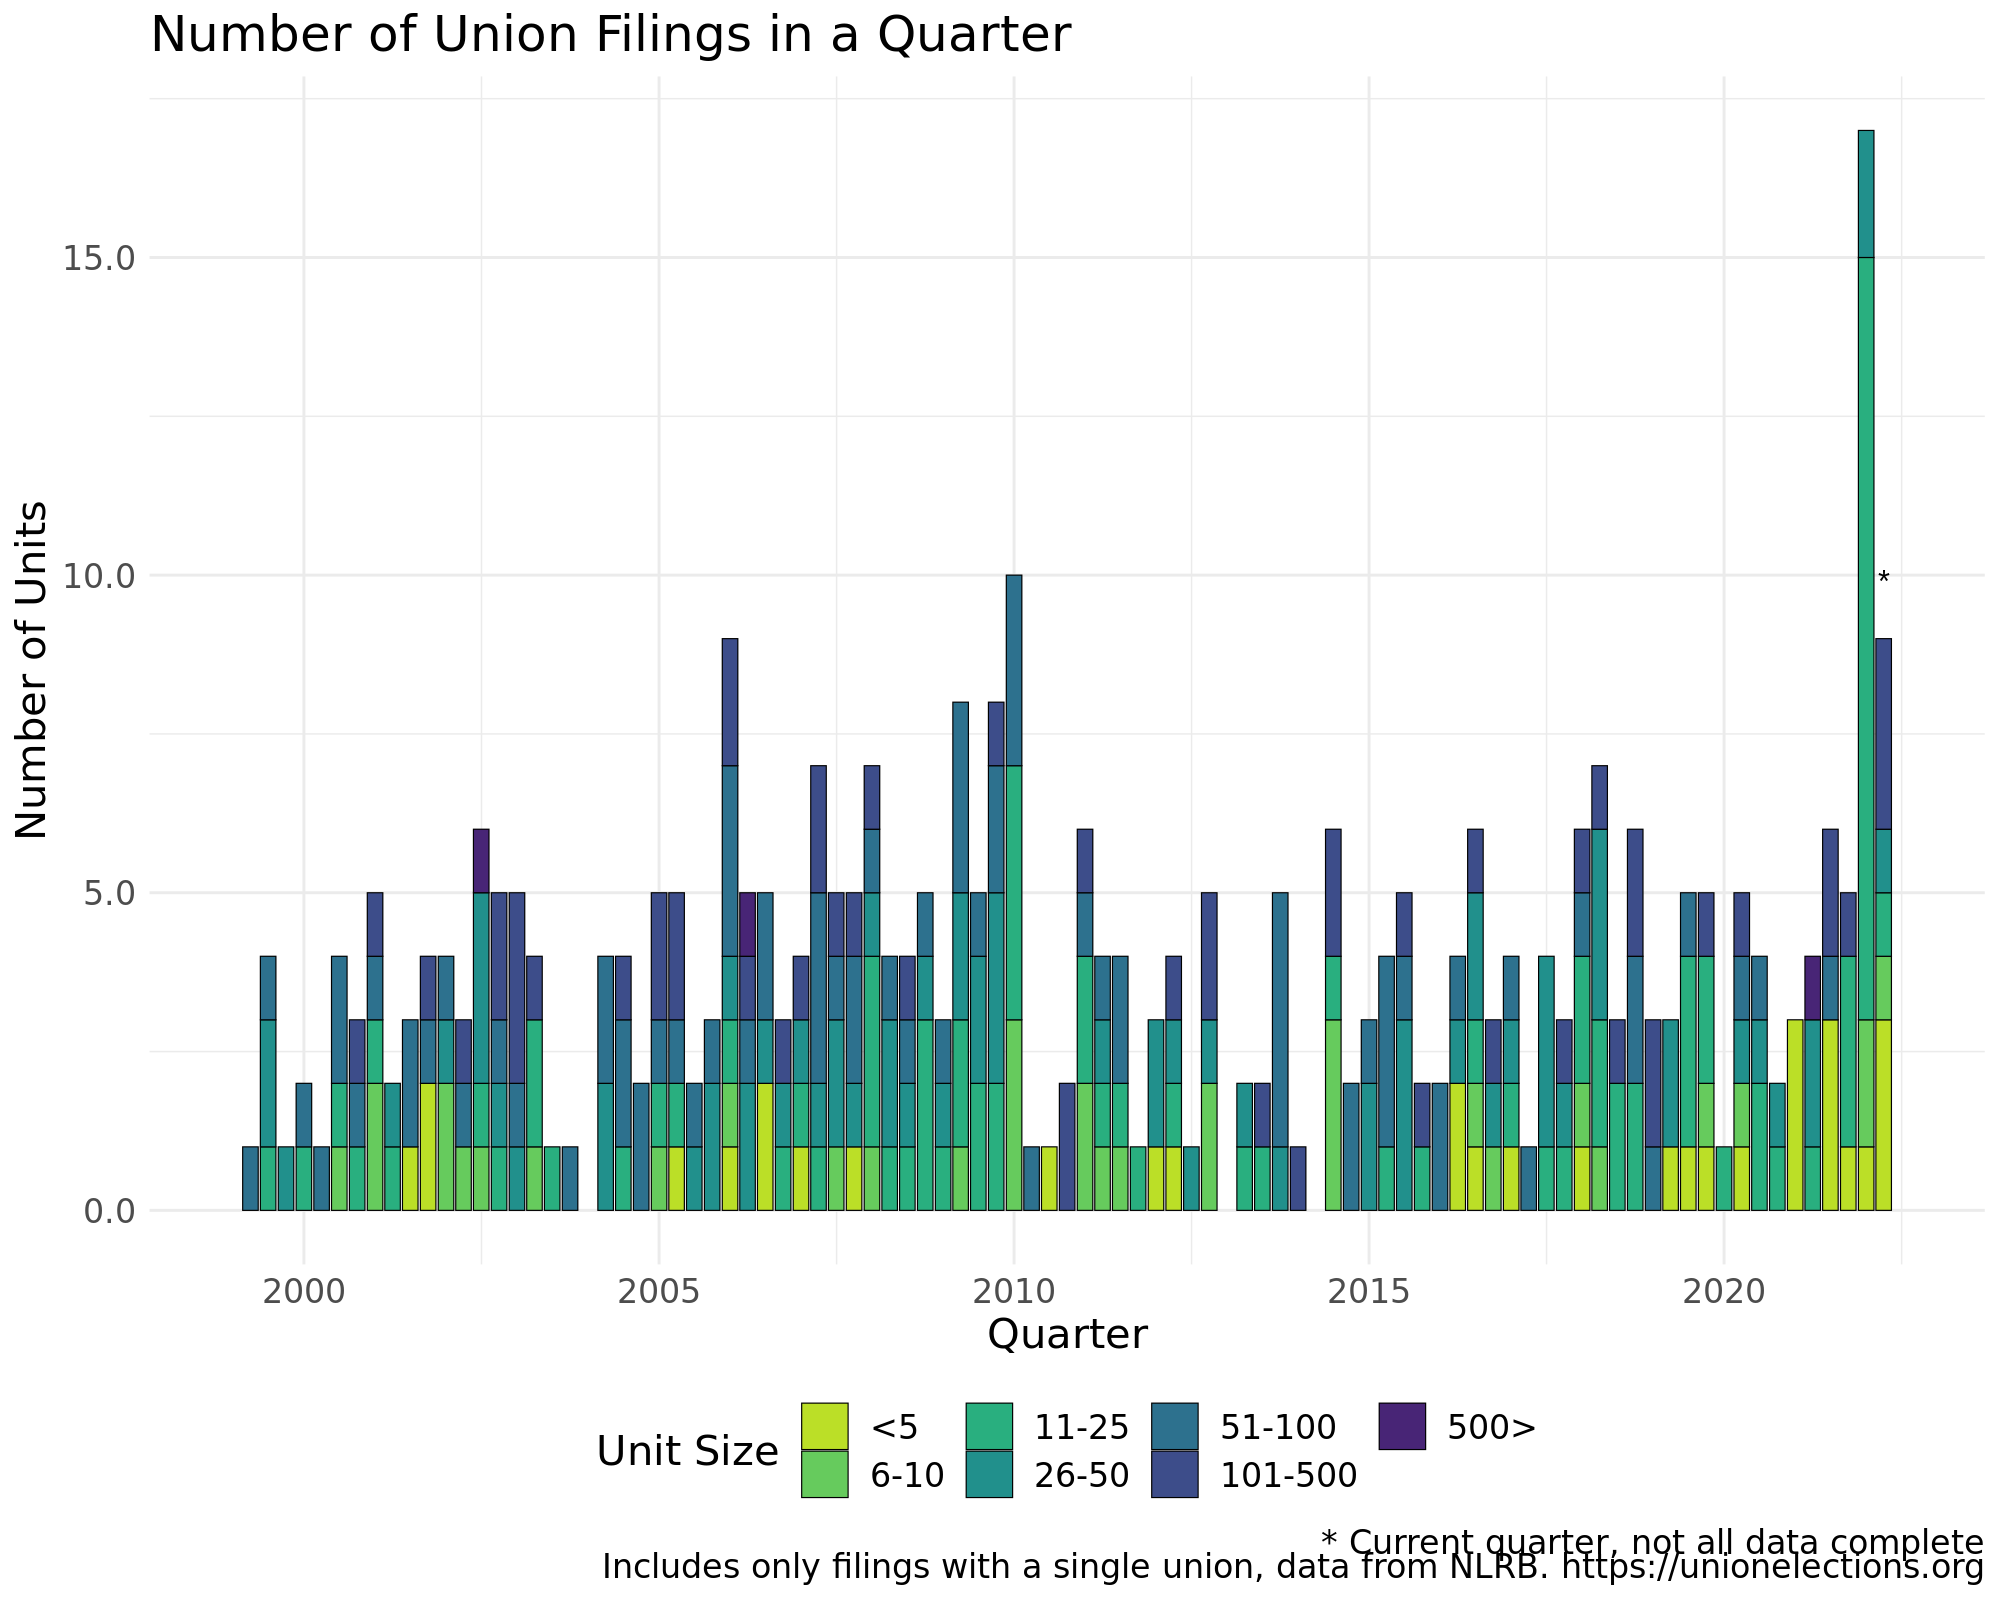 Number of Union Filings in a Quarter
Number of Units
15.0
10.0
5.0
0.0
*
2000 2005 2010 2015 2020
Quarter
Unit Size
<5 11-25 51-100 500>
6-10 26-50 101-500
* Current quarter, not all data complete
Includes only filings with a single union, data from NLRB. https://unionelections.org